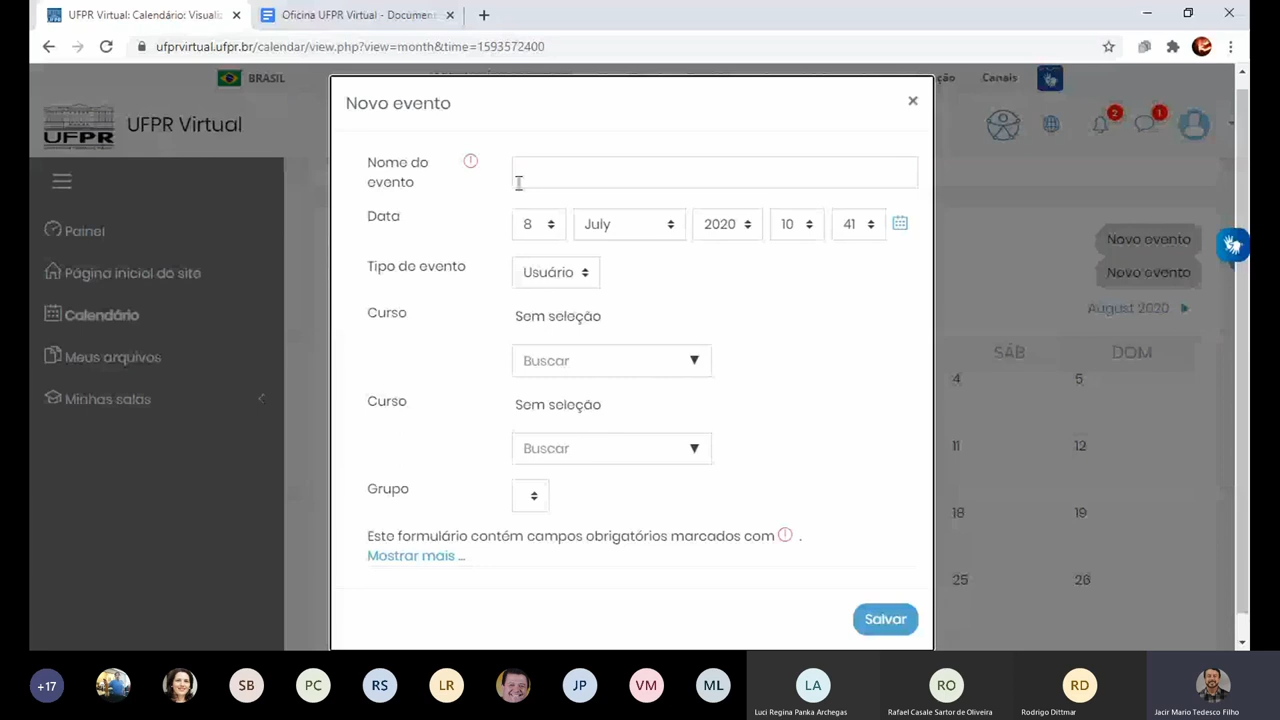 UFPR Virtual: Calendário: Visualiz
Oficina UFPR Virtual - Document
ufprvirtual.ufpr.br/calendar/view.php?view=month&time=1593572400
BRASIL
Canais
UFPR
UFPR Virtual
2
1
Painel
Página inicial do site
Calendário
Meus arquivos
Minhas salas
Novo evento
Nome do
evento
Data
8 July 2020 10 41
Tipo de evento
Usuário
Curso
Sem seleção
Buscar
Curso
Sem seleção
Buscar
Grupo
Este formulário contém campos obrigatórios marcados com .
Mostrar mais ...
Salvar
Novo evento
Novo evento
August 2020
SÁB DOM
4 5
11 12
18 19
25 26
+17
SB
PC
RS
LR
JP
VM
ML
LA
RO
RD
Luci Regina Panka Archegas
Rafael Casale Sartor de Oliveira
Rodrigo Dittmar
Jacir Mario Tedesco Filho